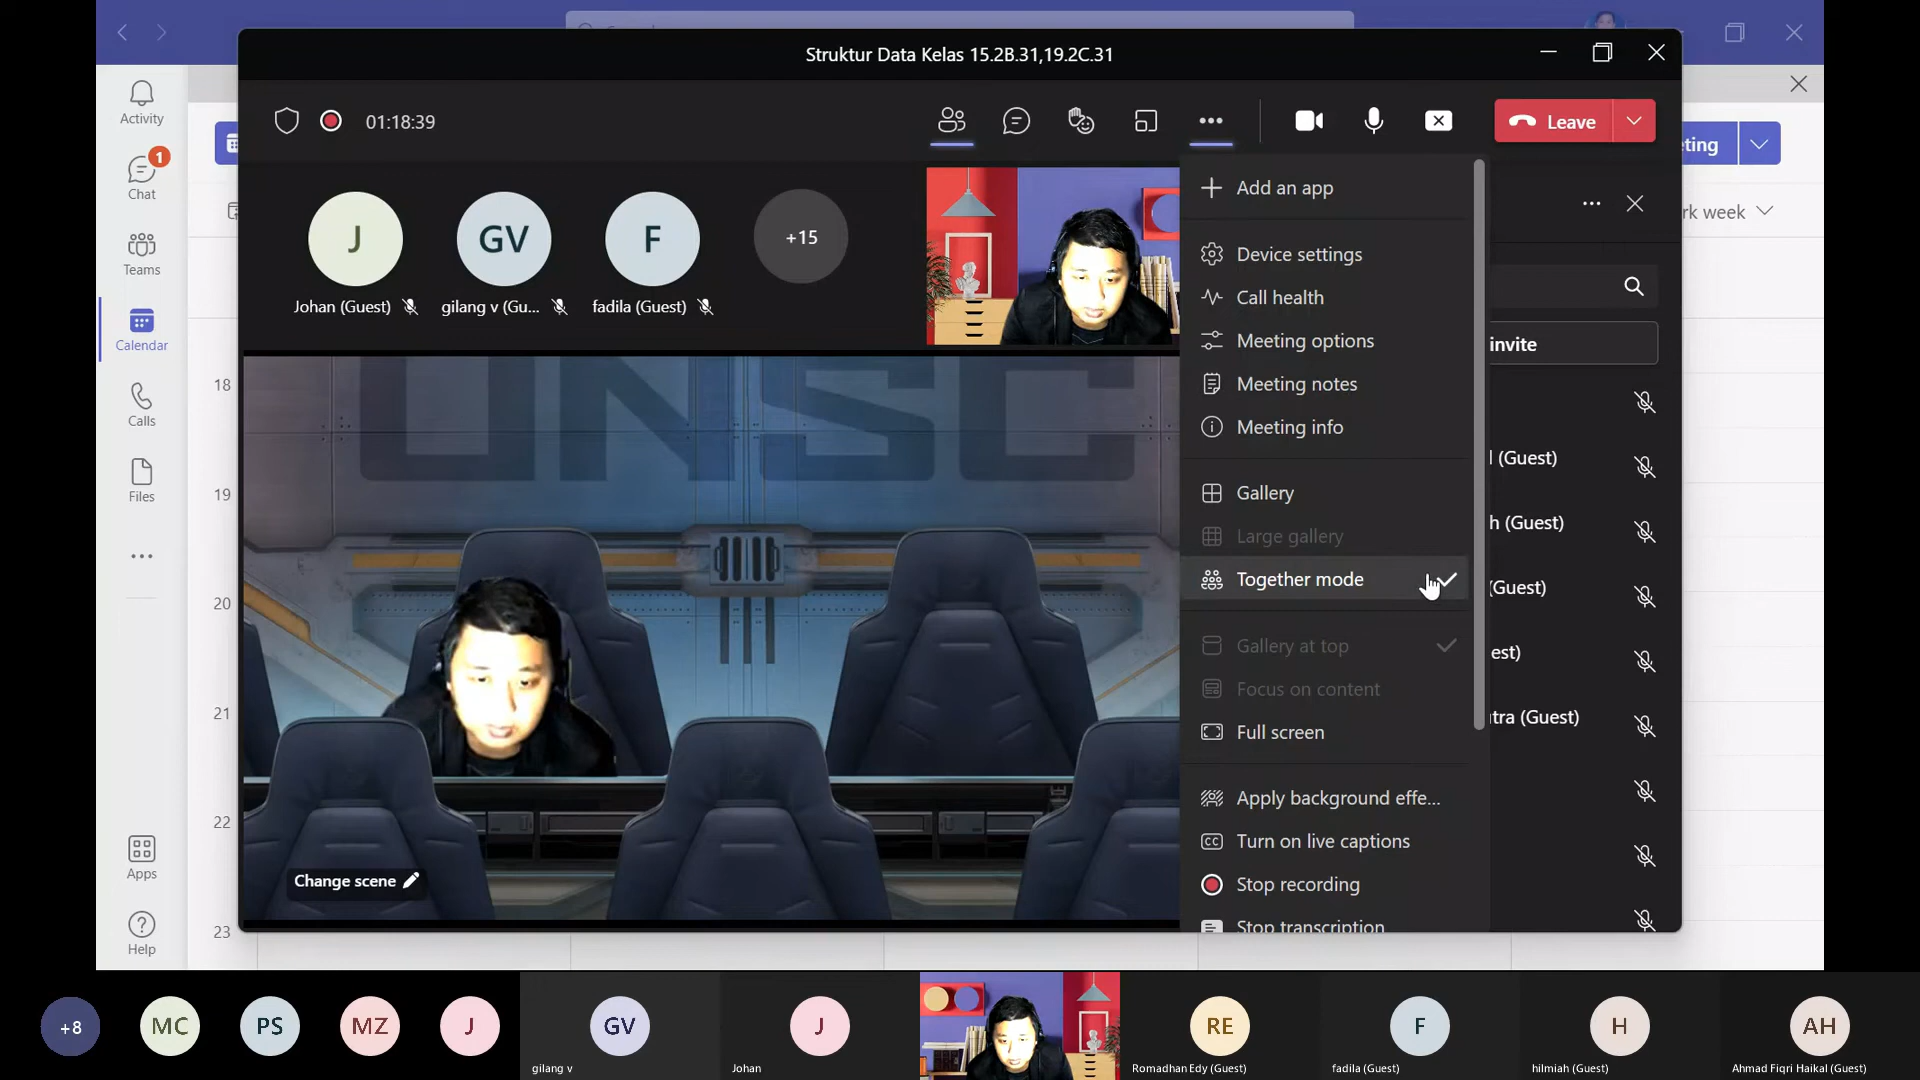 Struktur Data Kelas 15.2B.31,19.2C.31
01:18:39
Leave
Activity
1
Chat
Teams
Calendar
Calls
Files
Apps
Help
eting
rk week
18
19
20
21
22
23
J
GV
F
+15
Johan (Guest)
gilang v (Gu...
fadila (Guest)
UNSC
Change scene
Add an app
Device settings
Call health
Meeting options
Meeting notes
Meeting info
Gallery
Large gallery
Together mode
Gallery at top
Focus on content
Full screen
Apply background effe...
CC
Turn on live captions
Stop recording
Stop transcription
invite
(Guest)
h (Guest)
(Guest)
est)
tra (Guest)
+8
MC
PS
MZ
J
GV
gilang v
J
Johan
RE
Romadhan Edy (Guest)
F
fadila (Guest)
H
hilmiah (Guest)
AH
Ahmad Fiqri Haikal (Guest)